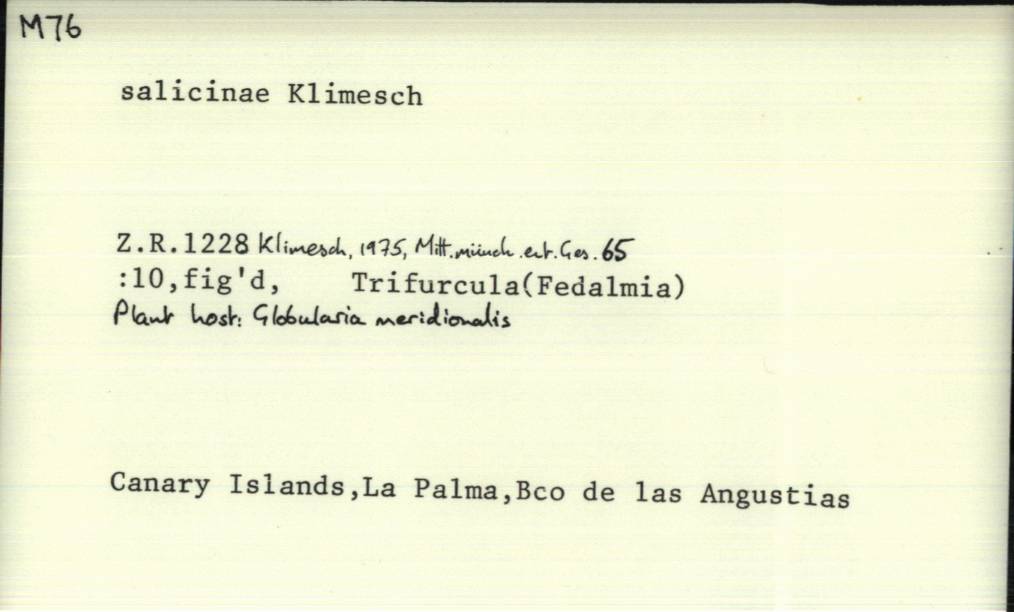 M76
salicinae Klimesch
Z.R.1228 Klimesch, 1975, Mitt. münch. ent. Ges. 65
:10,fig'd, Trifurcula(Fedalmia)
Plant host: Globularia meridionalis
Canary Islands,La Palma,Bco de las Angustias